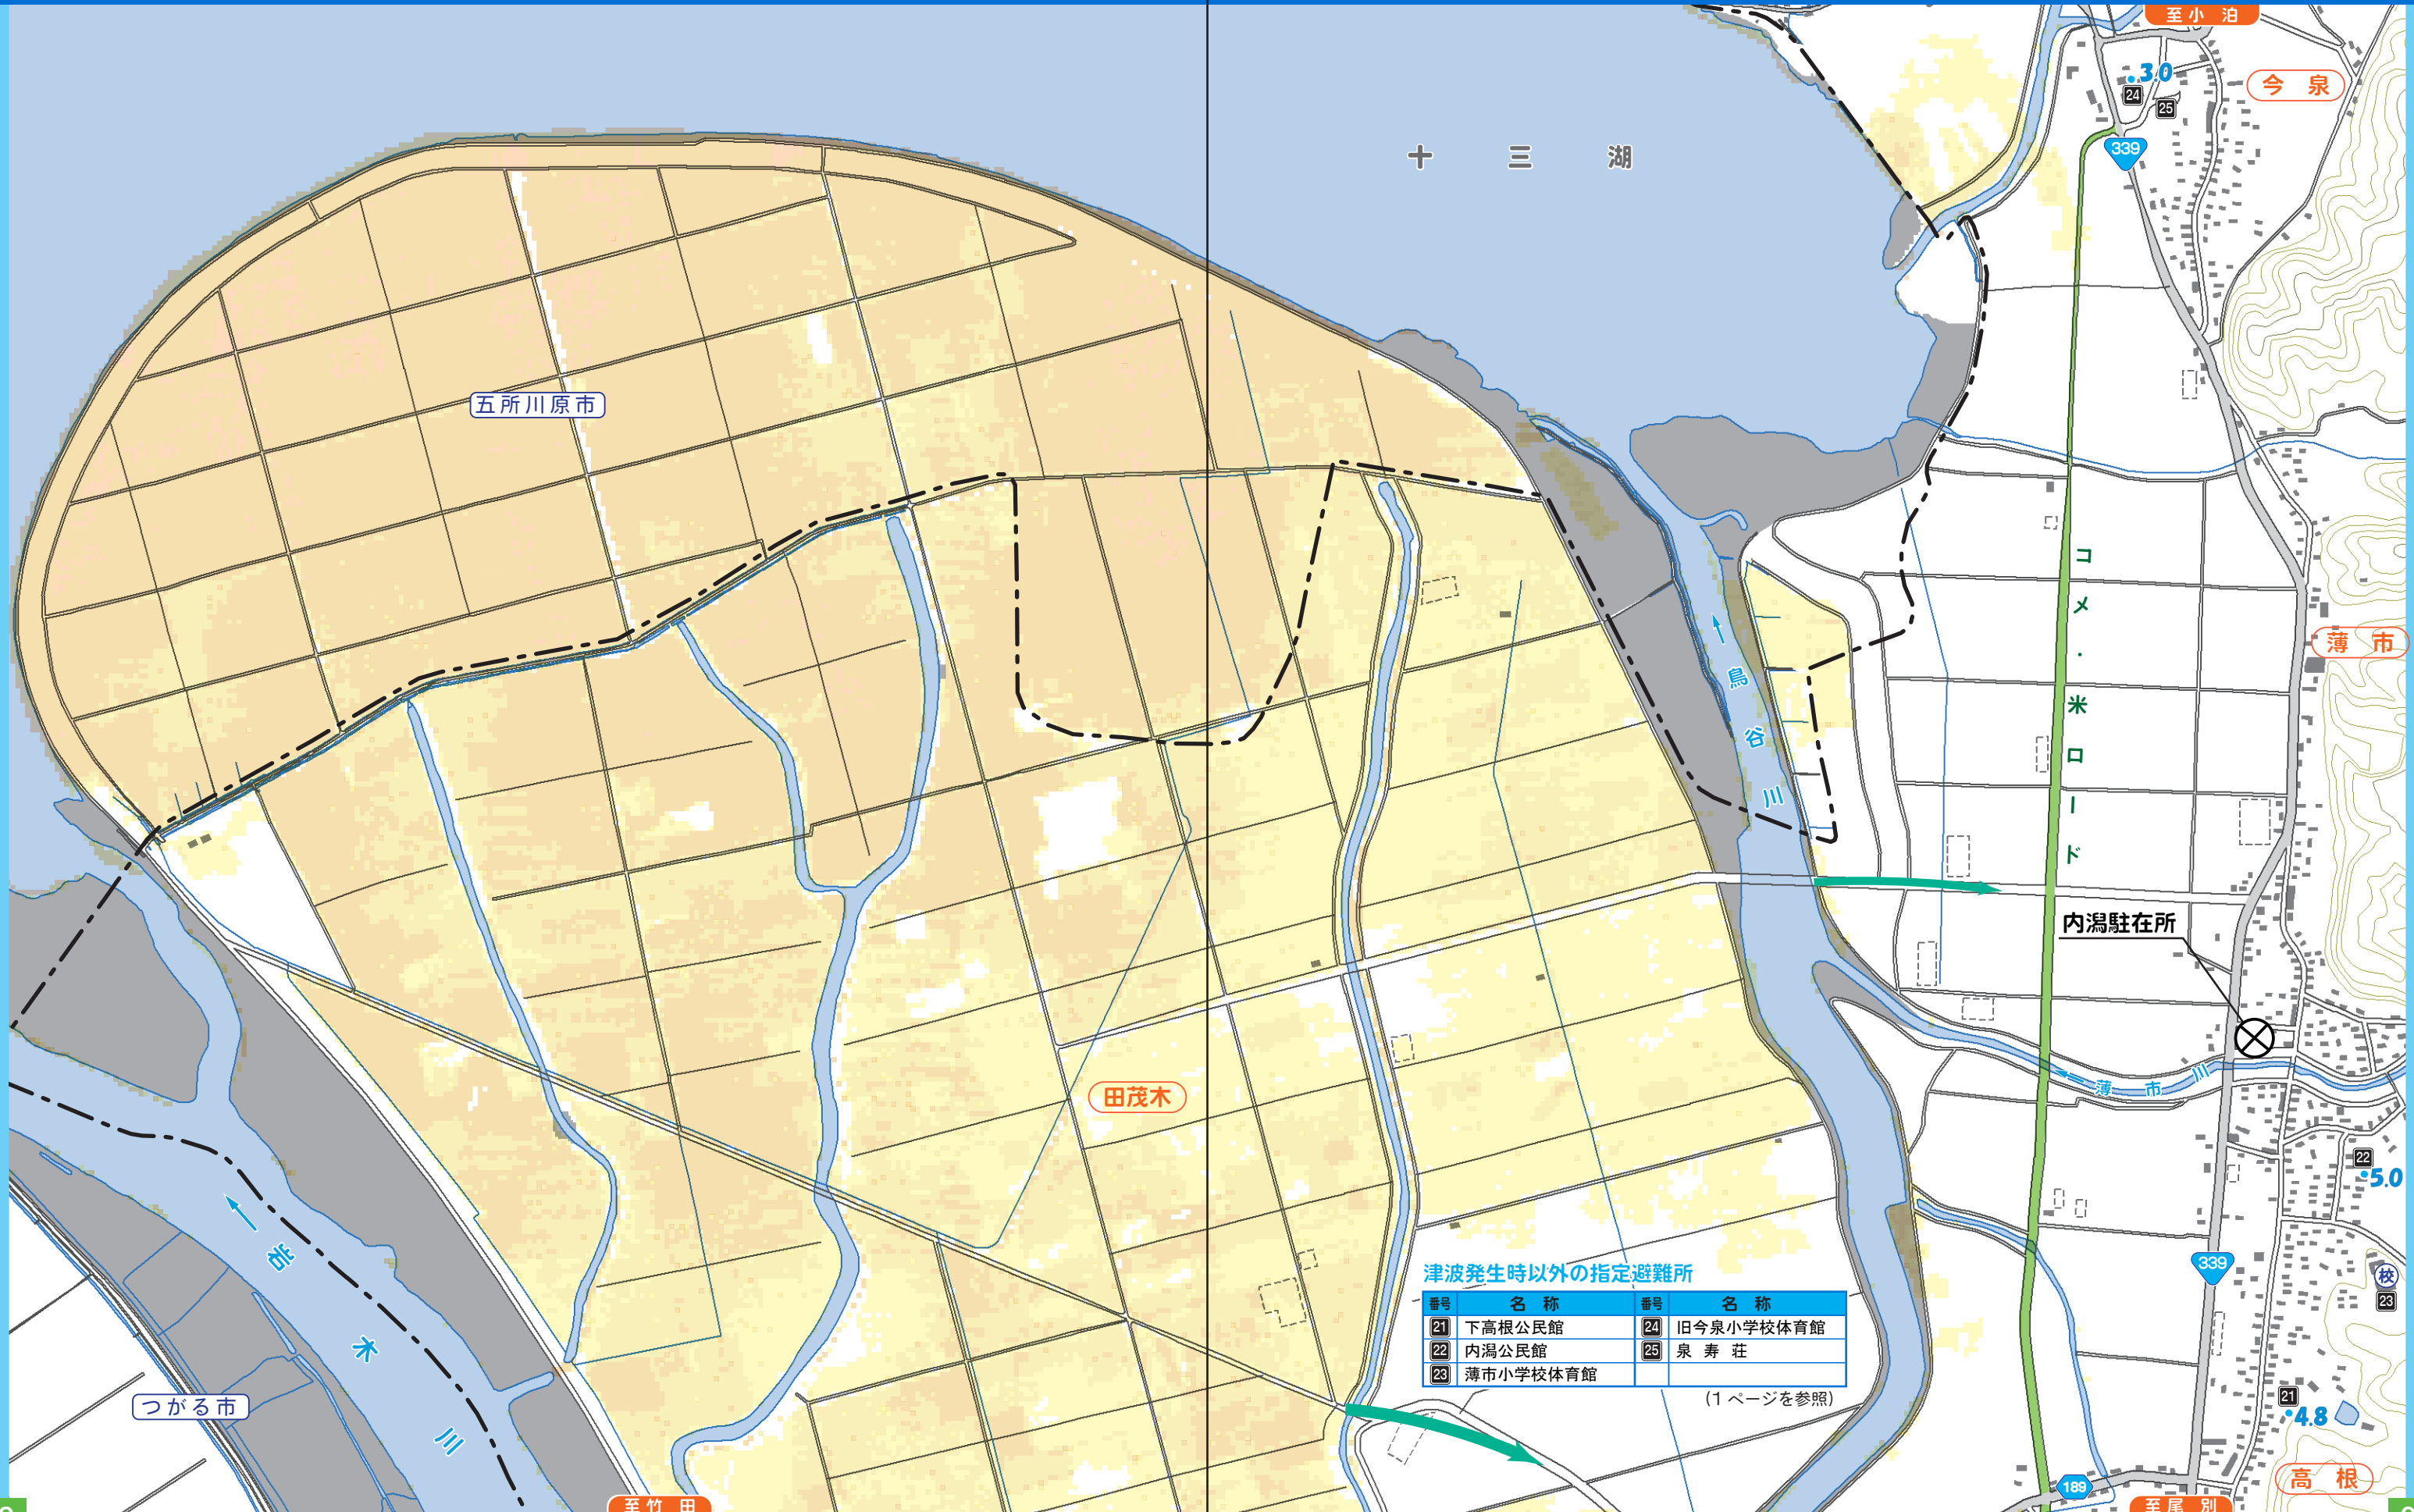 至小 泊
3.0
24
25
今 泉
339
十 三 湖
五所川原市
コメ・米ロード
薄 市
鳥谷川
内潟駐在所
薄市川
田茂木
22
5.0
岩木川
339
校
23
津波発生時以外の指定避難所
番号 名 称 番号 名 称
21 下高根公民館 24 旧今泉小学校体育館
22 内潟公民館 25 泉 寿 荘
23 薄市小学校体育館
(1 ページを参照)
つがる市
21
4.8
高 根
189
至竹 田
至尾 別